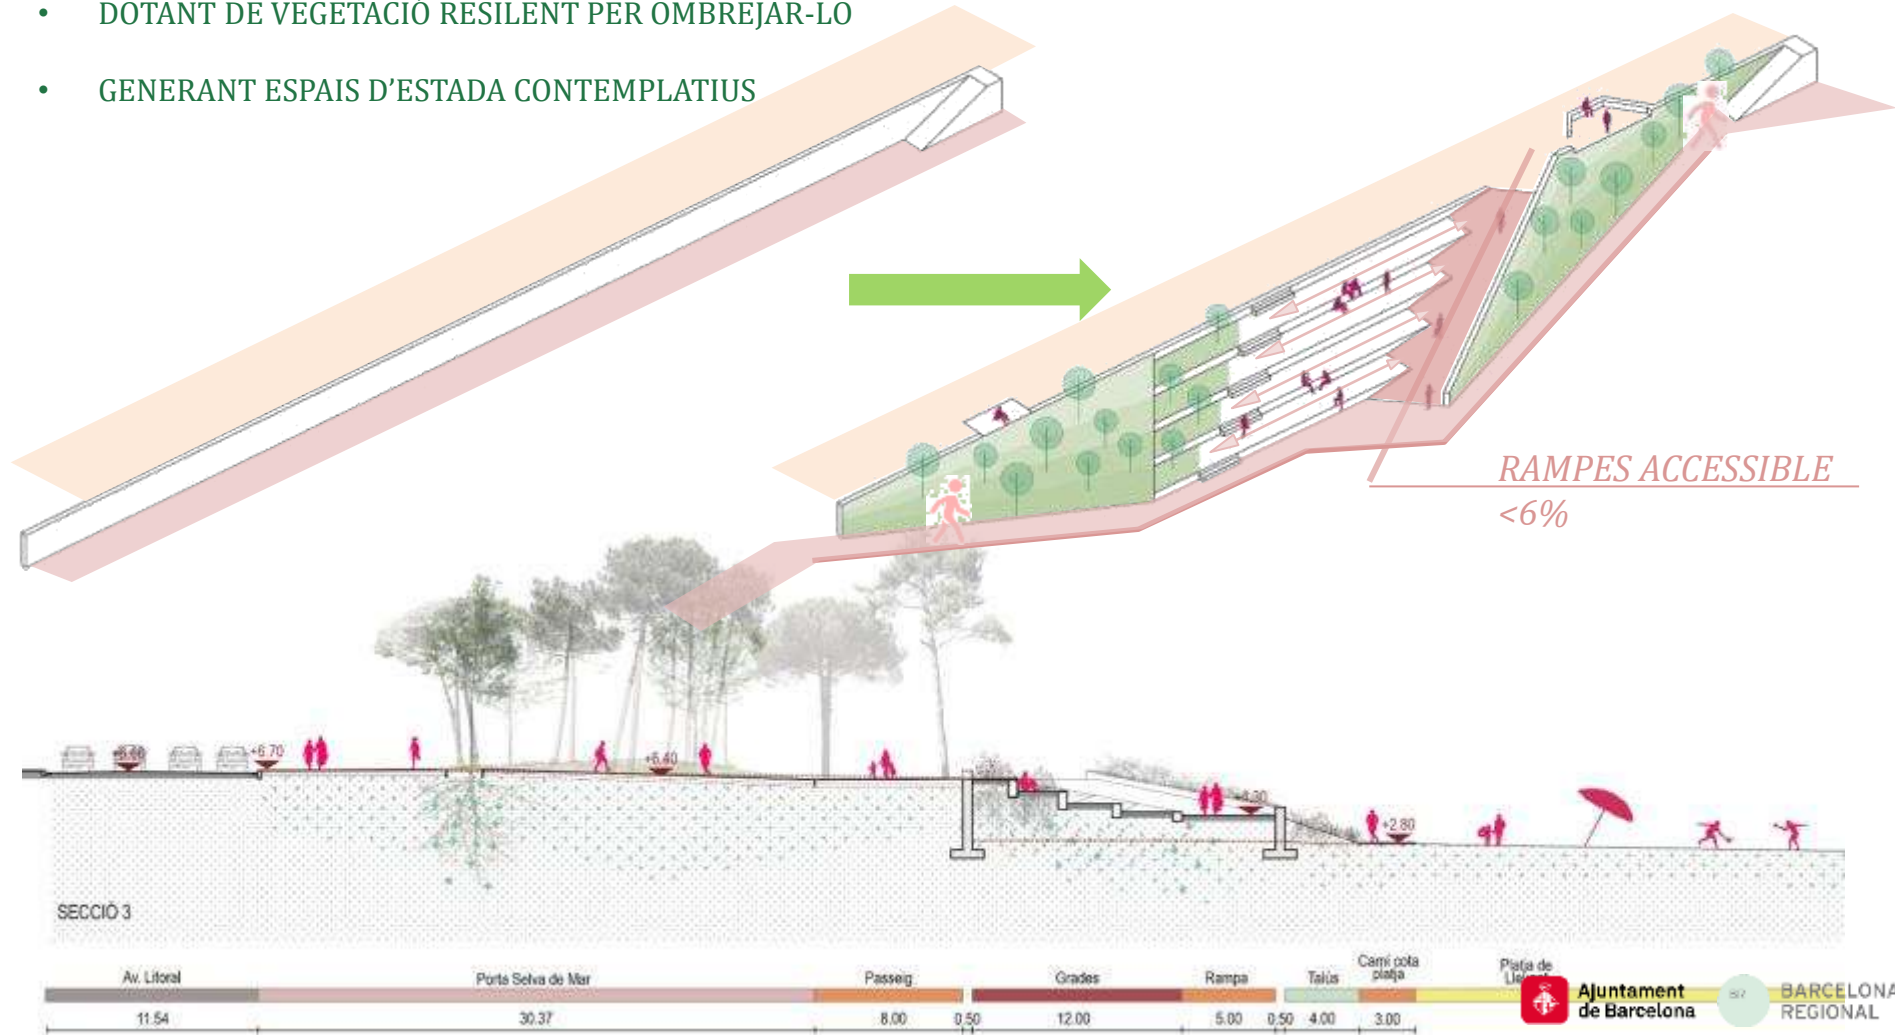 • DOTANT DE VEGETACIÓ RESILENT PER OMBREJAR-LO
• GENERANT ESPAIS D'ESTADA CONTEMPLATIUS
RAMPES ACCESSIBLE
<6%
+6.70
+6.40
+2.80
SECCIÓ 3
Av. Litoral
Porta Selva de Mar
Passeig
Grades
Rampa
Talús
Camí cota
platja
Platja de
11.54
30.37
8.00
0.50
12.00
5.00
0.50
4.00
3.00
Ajuntament
de Barcelona
BARCELONA
REGIONAL